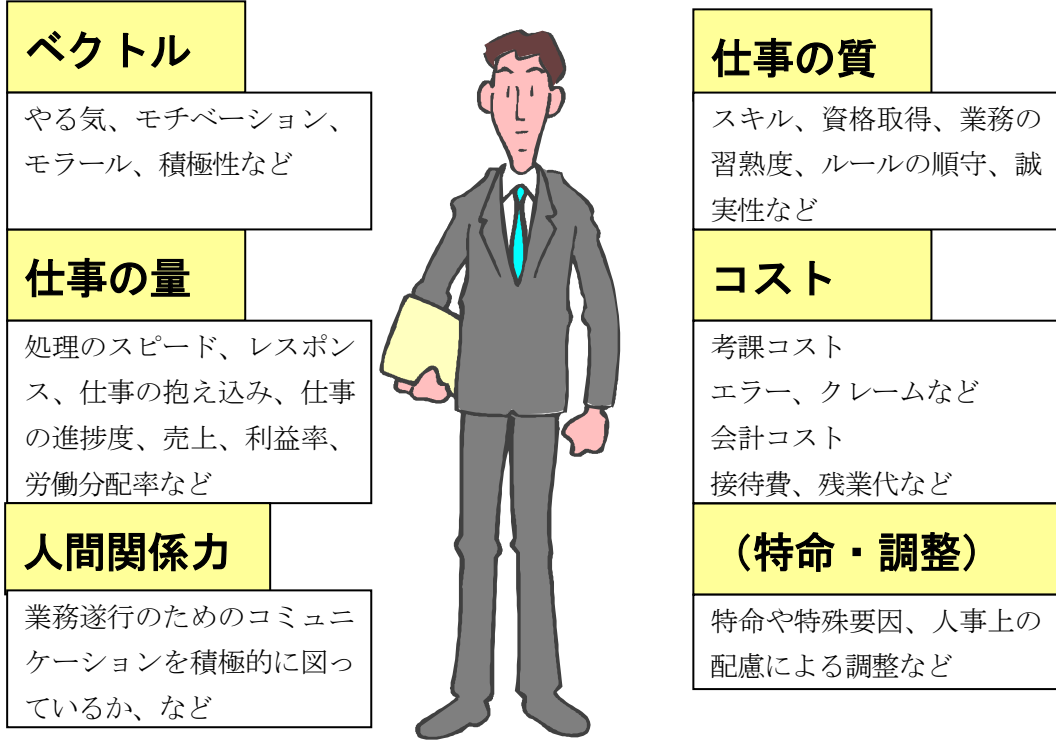 ベクトル
やる気、モチベーション、
モラール、積極性など
仕事の量
処理のスピード、レスポン
ス、仕事の抱え込み、仕事
の進捗度、売上、利益率、
労働分配率など
人間関係力
業務遂行のためのコミュニ
ケーションを積極的に図っ
ているか、など
仕事の質
スキル、資格取得、業務の
習熟度、ルールの順守、誠
実性など
コスト
考課コスト
エラー、クレームなど
会計コスト
接待費、残業代など
（特命・調整）
特命や特殊要因、人事上の
配慮による調整など